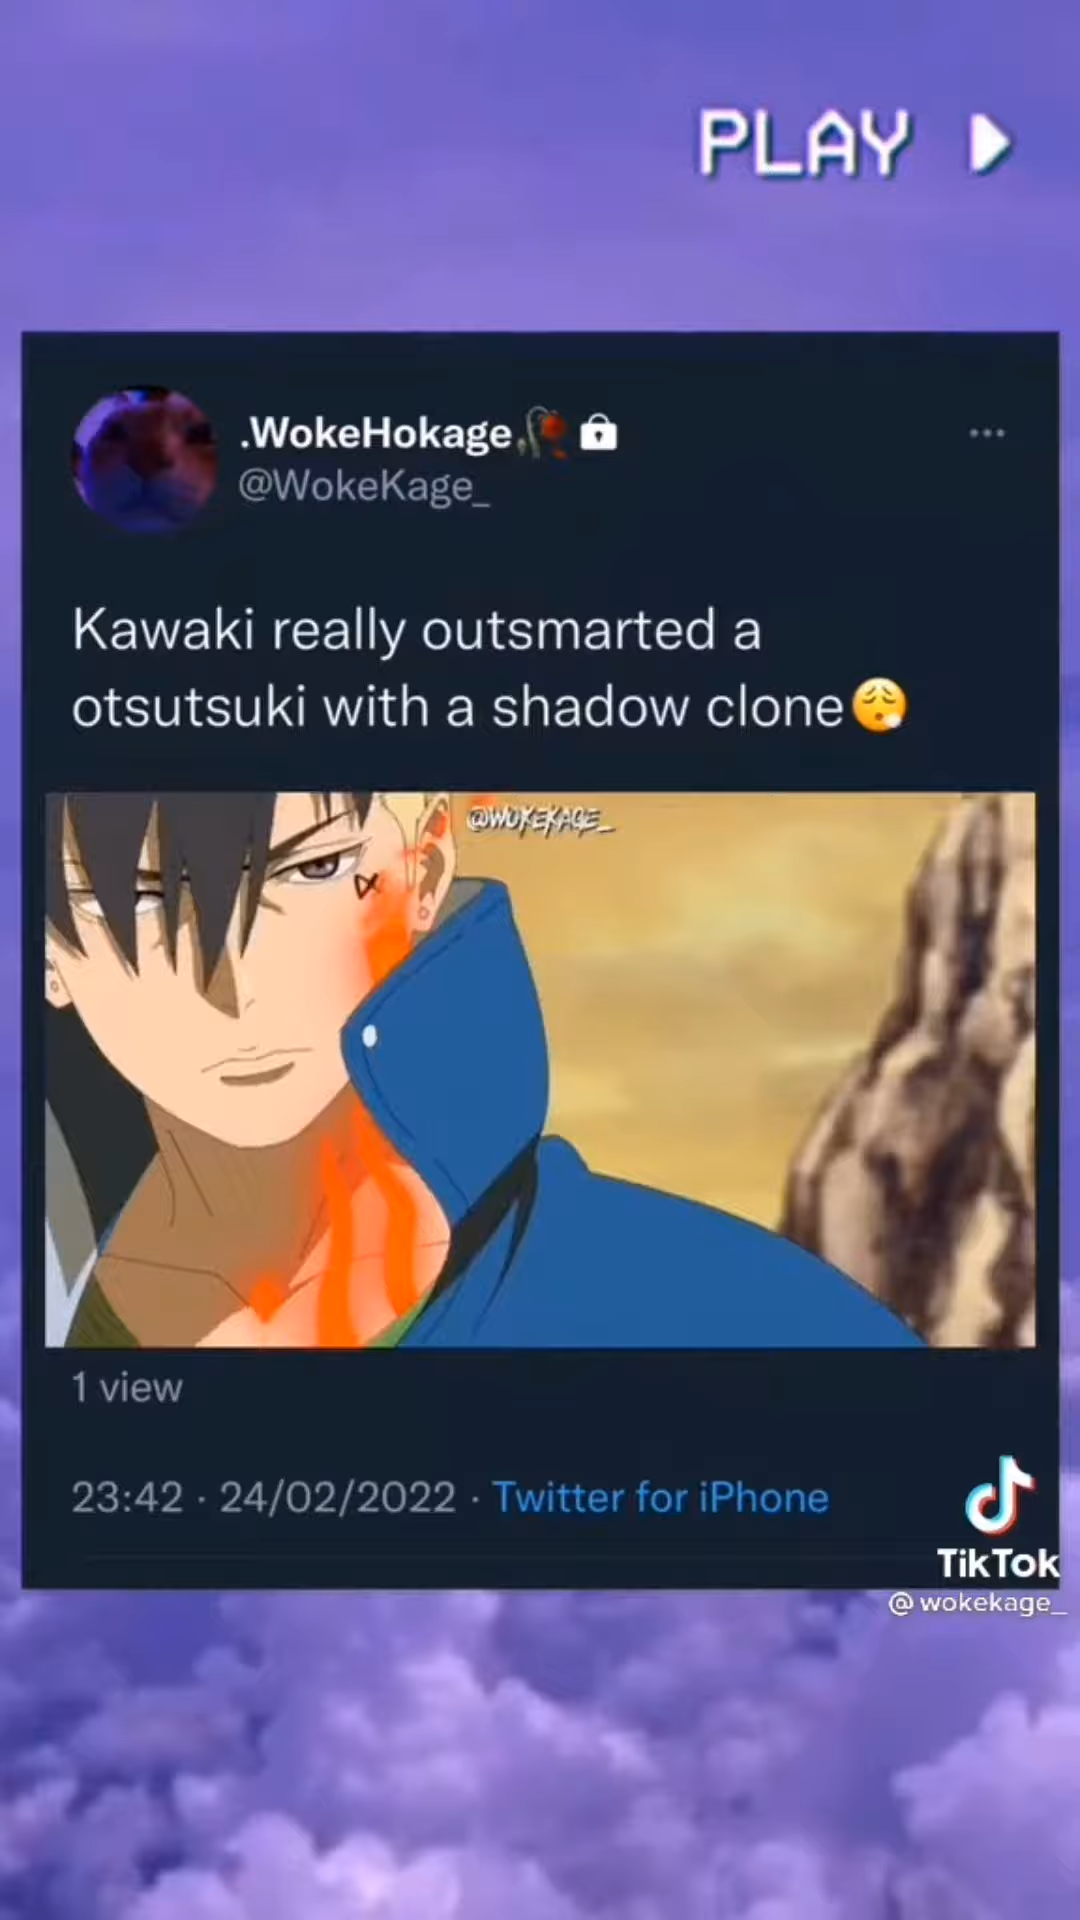 PLAY
.WokeHokage🥀🔒
@WokeKage_
Kawaki really outsmarted a
otsutsuki with a shadow clone😮‍💨
@WOKEKAGE_
1 view
23:42 · 24/02/2022 · Twitter for iPhone
TikTok
@wokekage_